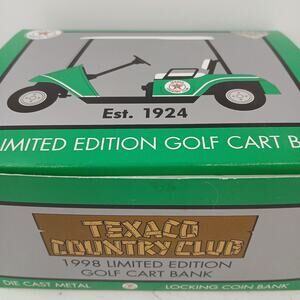 Est. 1924
LIMITED EDITION GOLF CART B
TEXACO
COUNTRY CLUB
1998 LIMITED EDITION
GOLF CART BANK
DIE CAST METAL
LOCKING COIN BANK